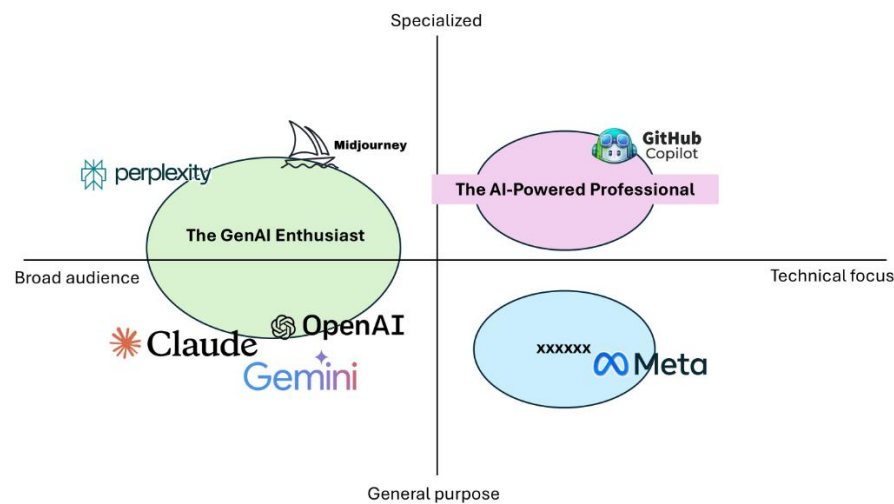 Specialized
Midjourney
GitHub
Copilot
perplexity
The AI-Powered Professional
The GenAI Enthusiast
Broad audience
Technical focus
OpenAI
Claude
xxxxxx
Meta
Gemini
General purpose